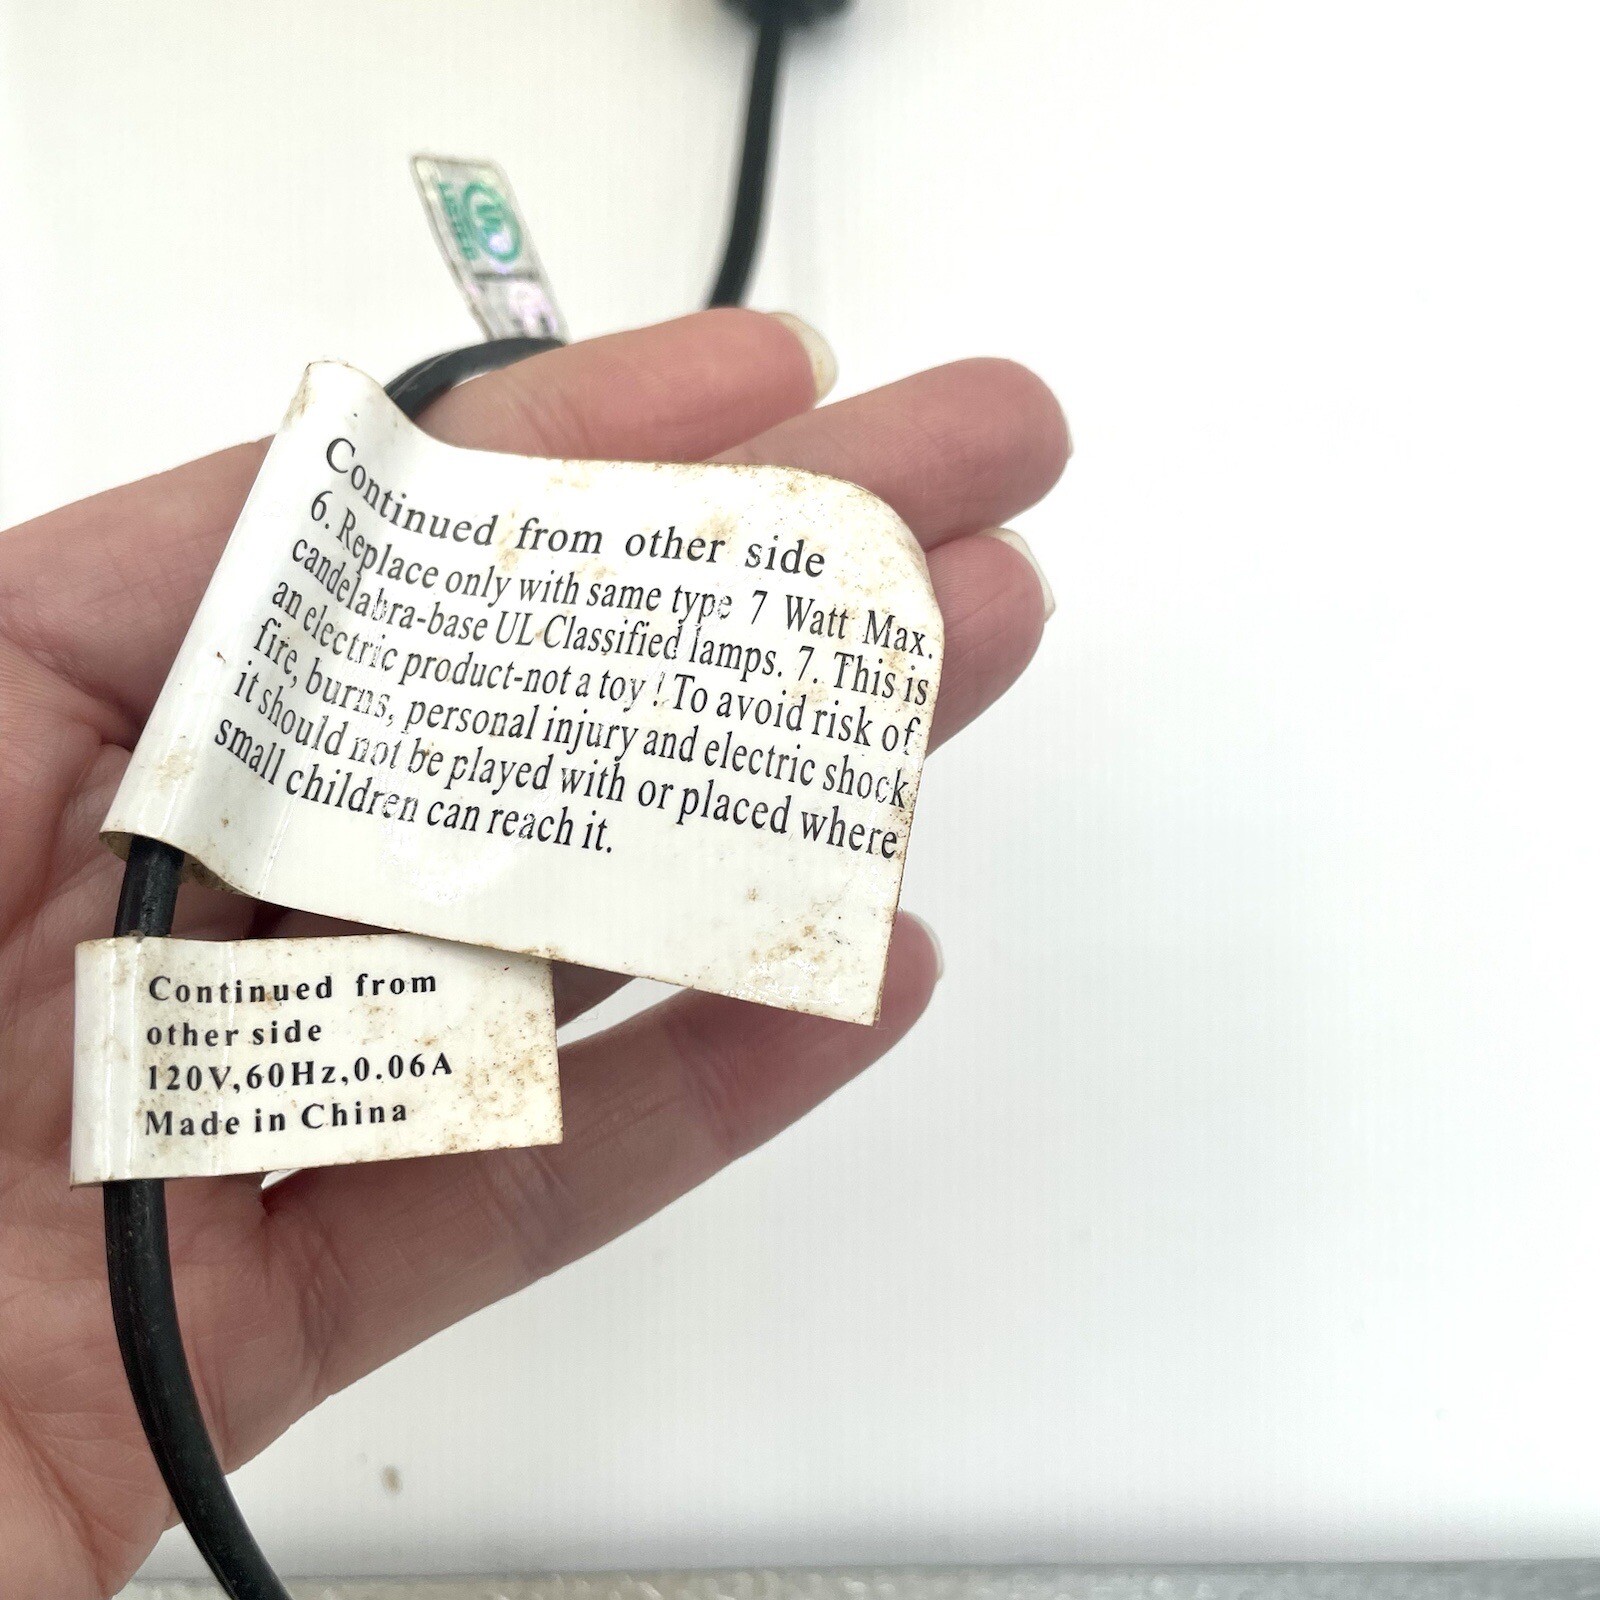 Continued from other side
6. Replace only with same type 7 Watt Max.
candelabra-base UL Classified lamps. 7. This is
an electric product-not a toy ! To avoid risk of
fire, burns, personal injury and electric shock
it should not be played with or placed where
small children can reach it.
Continued from
other side
120V,60Hz,0.06A
Made in China